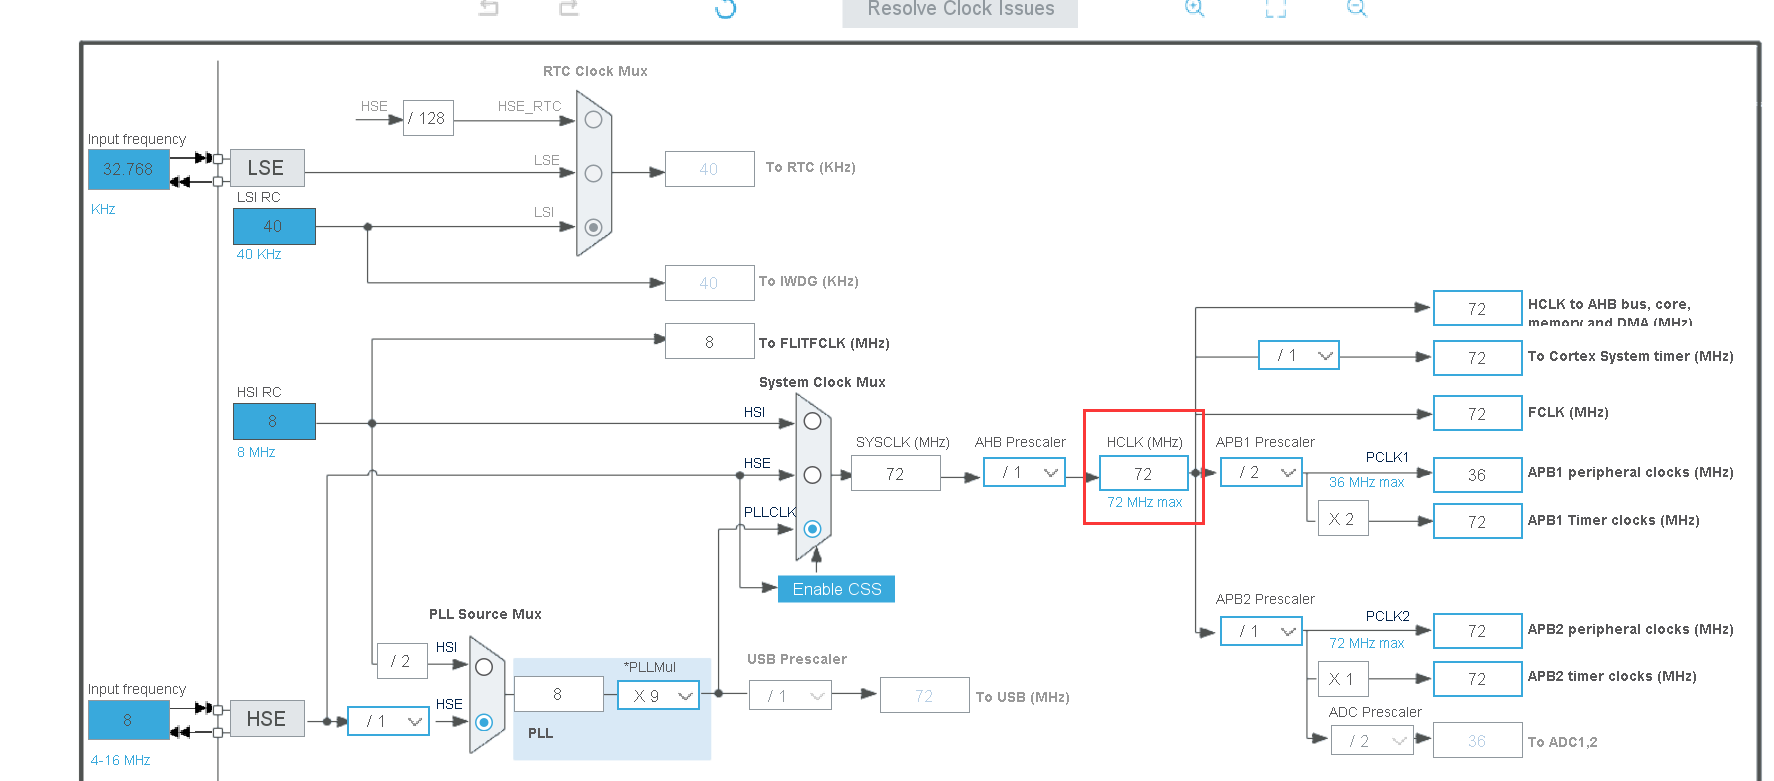 Resolve Clock Issues
RTC Clock Mux
HSE
/ 128
HSE_RTC
Input frequency
32.768
KHz
LSE
LSE
40
To RTC (KHz)
LSI RC
40
40 KHz
LSI
40
To IWDG (KHz)
8
To FLITFCLK (MHz)
HSI RC
8
8 MHz
System Clock Mux
HSI
HSE
PLLCLK
Enable CSS
SYSCLK (MHz)
72
AHB Prescaler
/ 1
HCLK (MHz)
72
72 MHz max
72
HCLK to AHB bus, core,
memory and DMA (MHz)
/ 1
72
To Cortex System timer (MHz)
72
FCLK (MHz)
APB1 Prescaler
/ 2
PCLK1
36 MHz max
36
APB1 peripheral clocks (MHz)
X 2
72
APB1 Timer clocks (MHz)
APB2 Prescaler
/ 1
PCLK2
72 MHz max
72
APB2 peripheral clocks (MHz)
X 1
72
APB2 timer clocks (MHz)
ADC Prescaler
/ 2
36
To ADC1,2
PLL Source Mux
/ 2
HSI
Input frequency
8
4-16 MHz
HSE
/ 1
HSE
8
*PLLMul
X 9
PLL
USB Prescaler
/ 1
72
To USB (MHz)